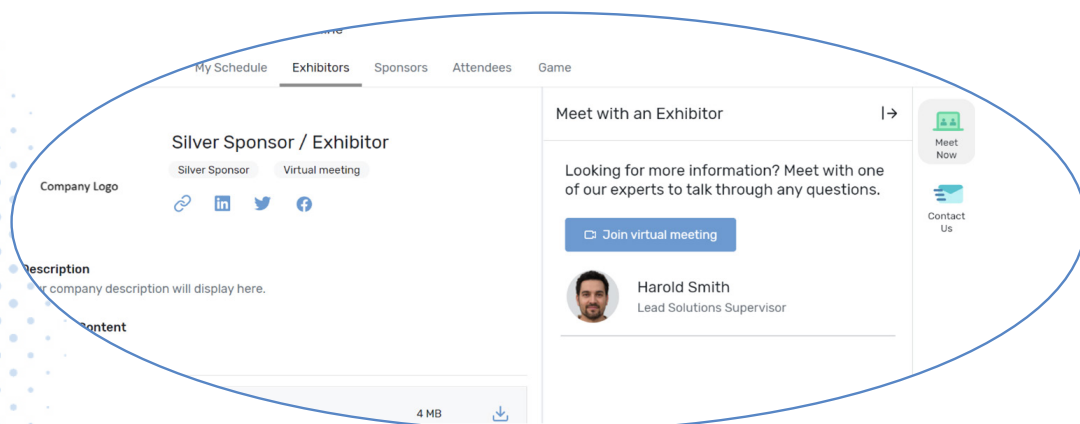 My Schedule Exhibitors Sponsors Attendees Game
Silver Sponsor / Exhibitor
Silver Sponsor Virtual meeting
Company Logo
Description
company description will display here.
Content
4 MB
Meet with an Exhibitor
Looking for more information? Meet with one
of our experts to talk through any questions.
Join virtual meeting
Harold Smith
Lead Solutions Supervisor
Meet
Now
Contact
Us